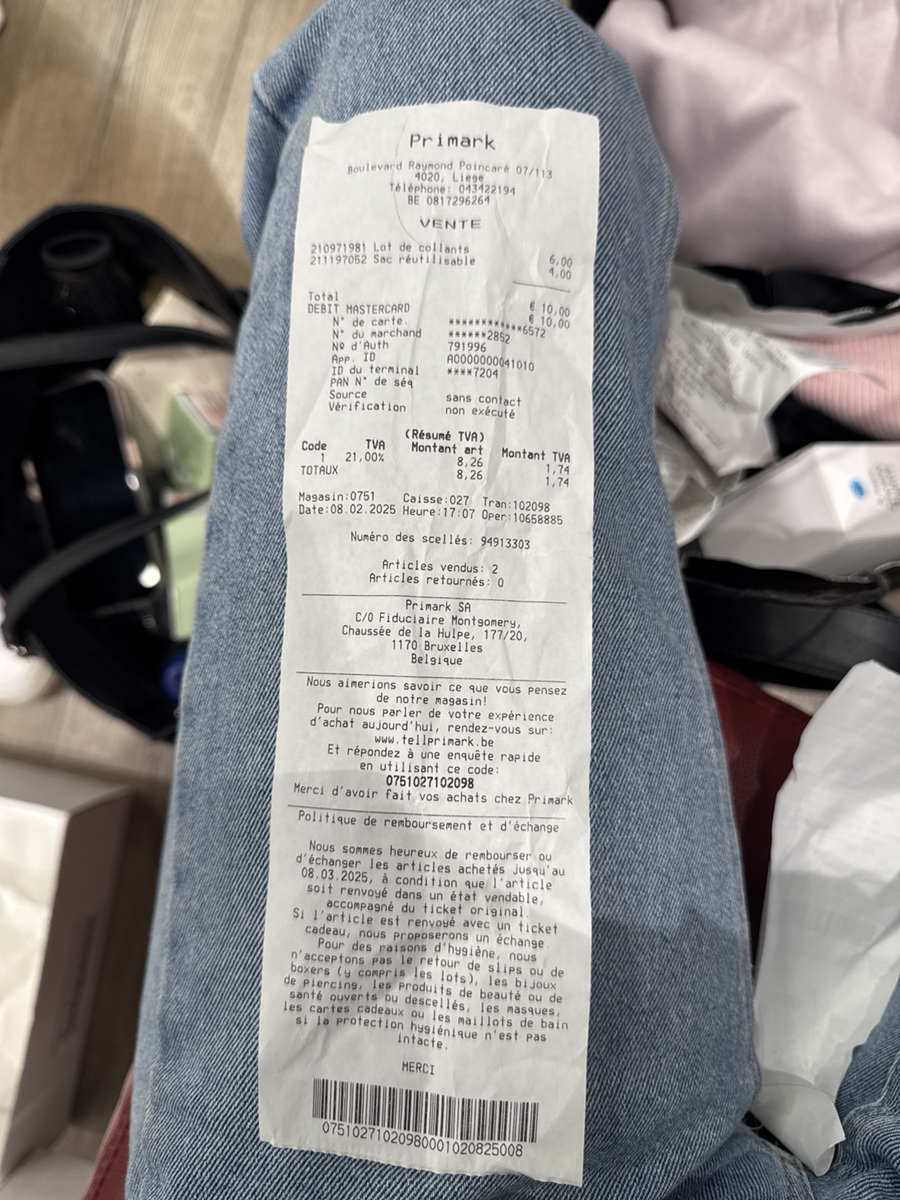 Primark
Boulevard Raymond Poincaré 07/113
4020, Liege
Téléphone: 043422194
BE 0817296264
VENTE
210971981 Lot de collants 6,00
211197052 Sac réutilisable 4,00
Total € 10,00
DEBIT MASTERCARD € 10,00
N° de carte. ************6572
N° du marchand ******2852
Nº d'Auth 791996
App. ID A0000000041010
ID du terminal ****7204
PAN N° de séq
Source sans contact
Vérification non exécuté
(Résumé TVA)
Code TVA Montant art Montant TVA
1 21,00% 8,26 1,74
TOTAUX 8,26 1,74
Magasin:0751 Caisse:027 Tran:102098
Date:08.02.2025 Heure:17:07 Oper:10658885
Numéro des scellés: 94913303
Articles vendus: 2
Articles retournés: 0
Primark SA
C/O Fiduciaire Montgomery,
Chaussée de la Hulpe, 177/20,
1170 Bruxelles
Belgique
Nous aimerions savoir ce que vous pensez
de notre magasin!
Pour nous parler de votre expérience
d'achat aujourd'hui, rendez-vous sur:
www.tellprimark.be
Et répondez à une enquête rapide
en utilisant ce code:
0751027102098
Merci d'avoir fait vos achats chez Primark
Politique de remboursement et d'échange
Nous sommes heureux de rembourser ou
d'échanger les articles achetés jusqu'au
08.03.2025, à condition que l'article
soit renvoyé dans un état vendable,
accompagné du ticket original.
Si l'article est renvoyé avec un ticket
cadeau, nous proposerons un échange.
Pour des raisons d'hygiène, nous
n'acceptons pas le retour de slips ou de
boxers (y compris les lots), les bijoux
de piercing, les produits de beauté ou de
santé ouverts ou descellés, les masques,
les cartes cadeaux ou les maillots de bain
si la protection hygiénique n'est pas
intacte.
MERCI
07510271020980001020825008